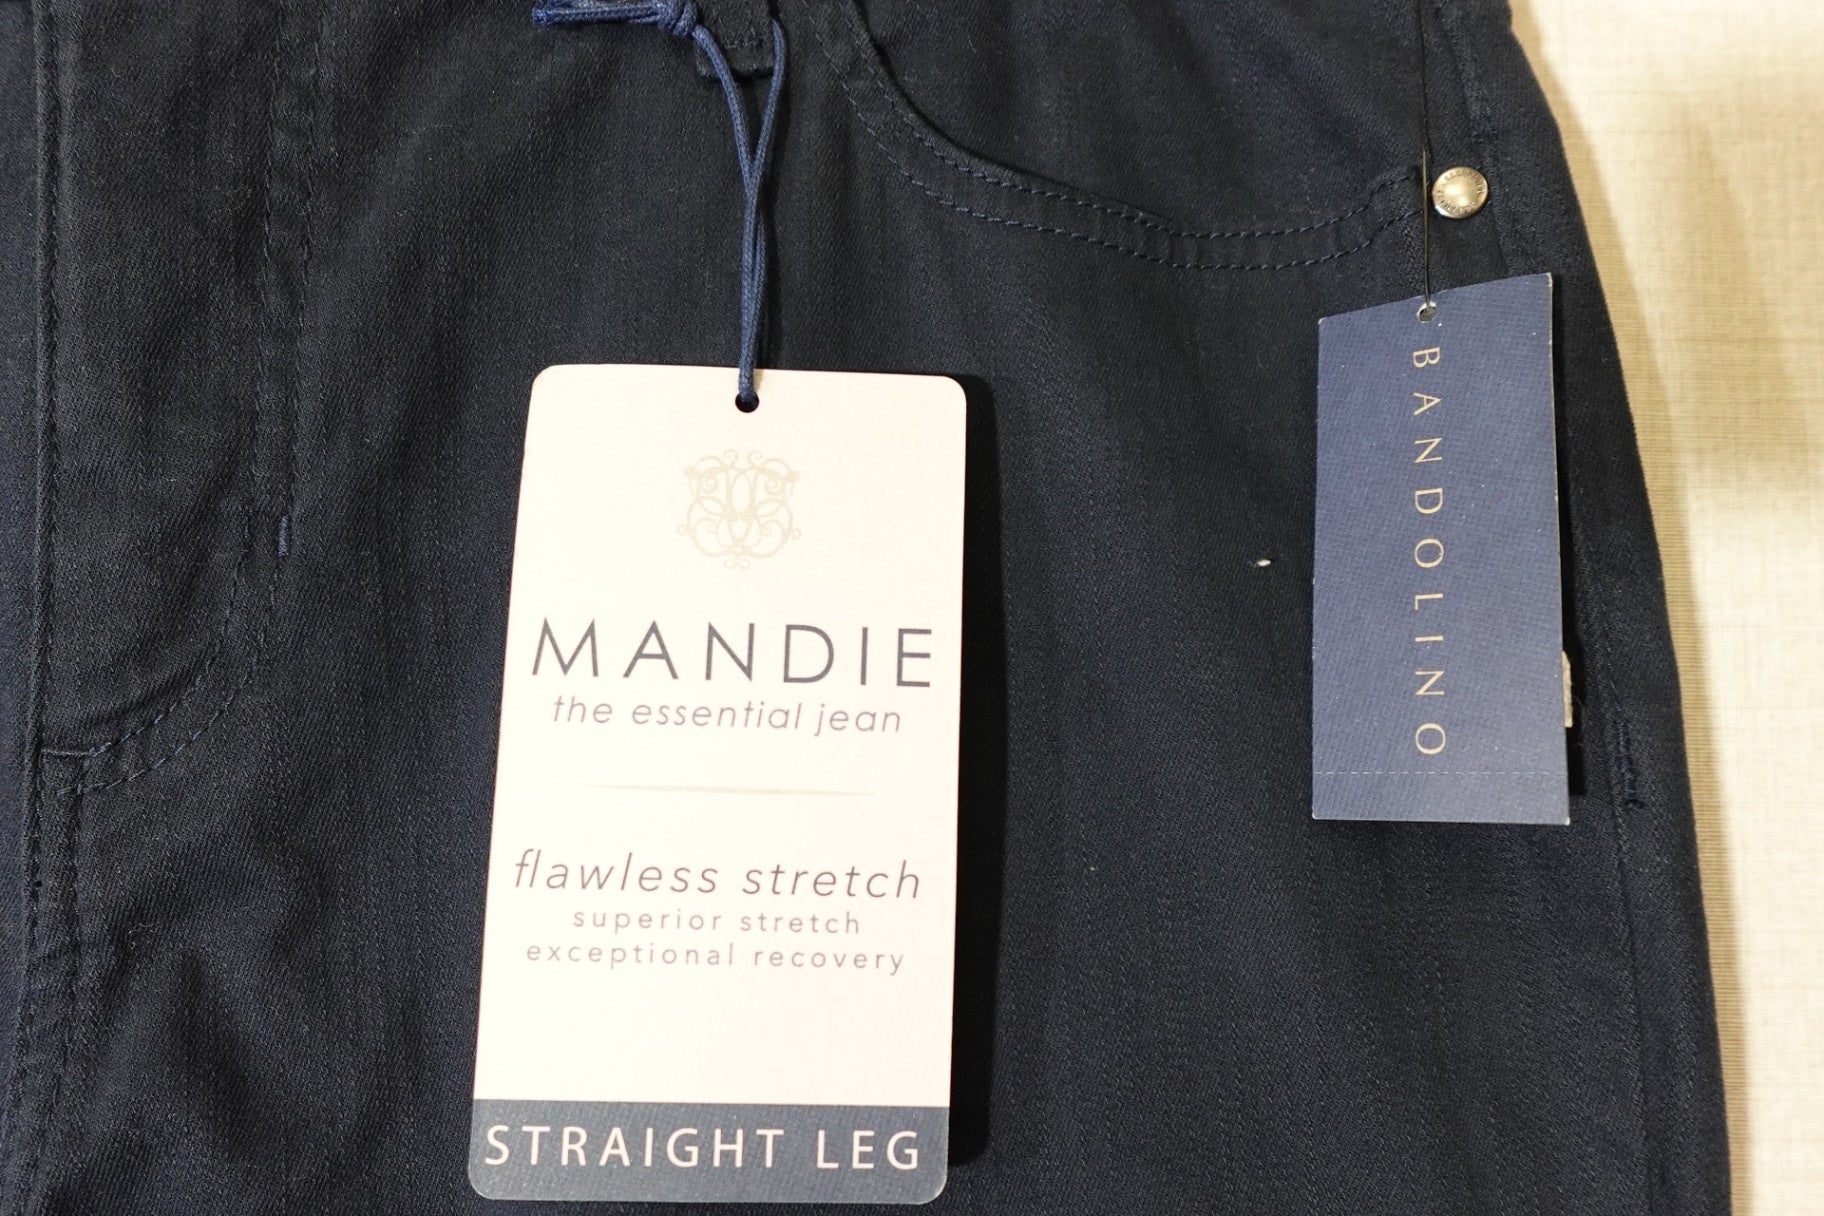 MANDIE
the essential jean
flawless stretch
superior stretch
exceptional recovery
STRAIGHT LEG
BANDOLINO